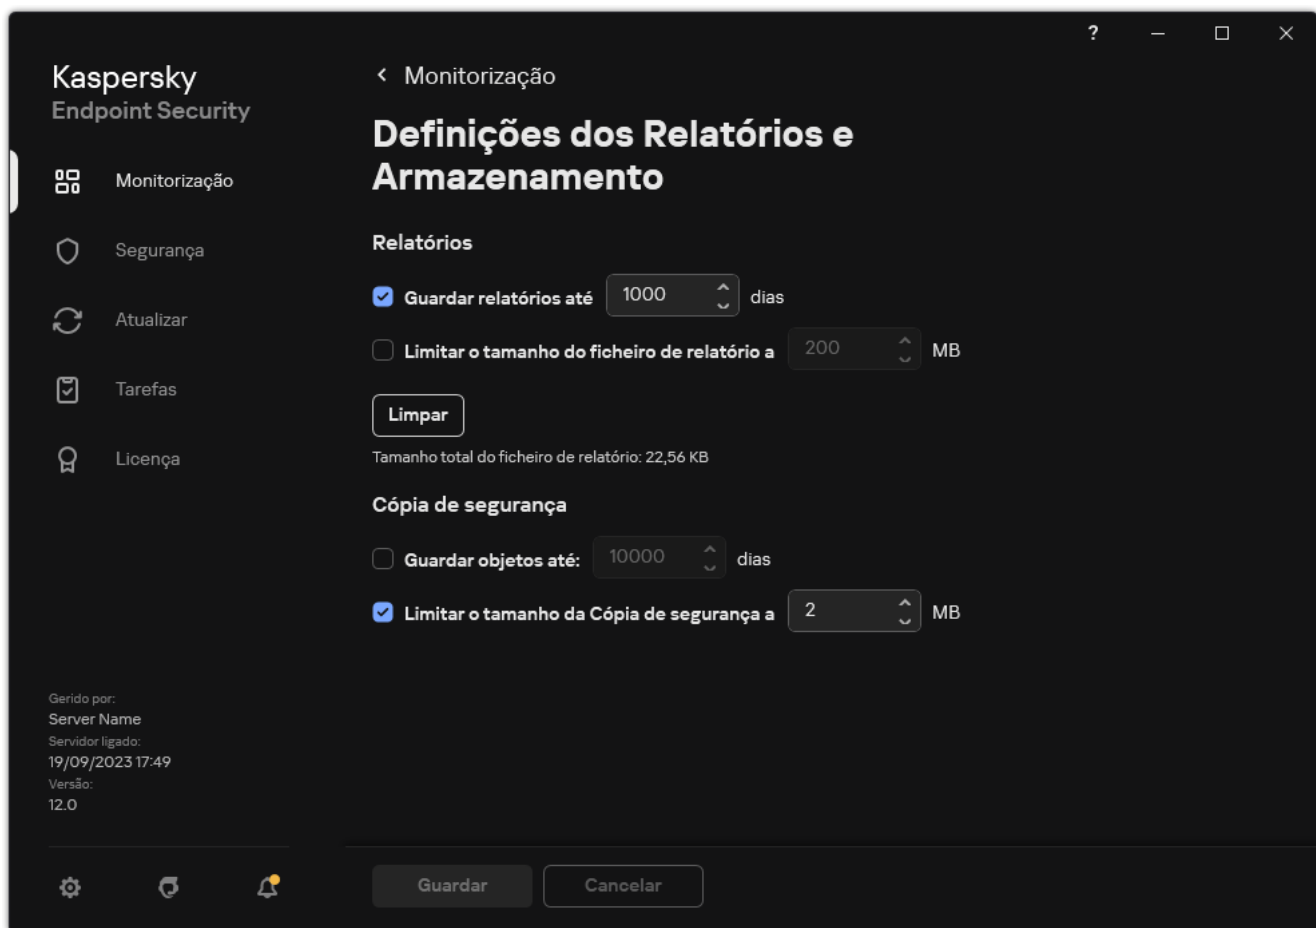 ?
Kaspersky
Endpoint Security
Monitorização
Segurança
Atualizar
Tarefas
Licença
Gerido por:
Server Name
Servidor ligado:
19/09/2023 17:49
Versão:
12.0
Monitorização
Definições dos Relatórios e
Armazenamento
Relatórios
Guardar relatórios até 1000 dias
Limitar o tamanho do ficheiro de relatório a 200 MB
Limpar
Tamanho total do ficheiro de relatório: 22,56 KB
Cópia de segurança
Guardar objetos até: 10000 dias
Limitar o tamanho da Cópia de segurança a 2 MB
Guardar Cancelar